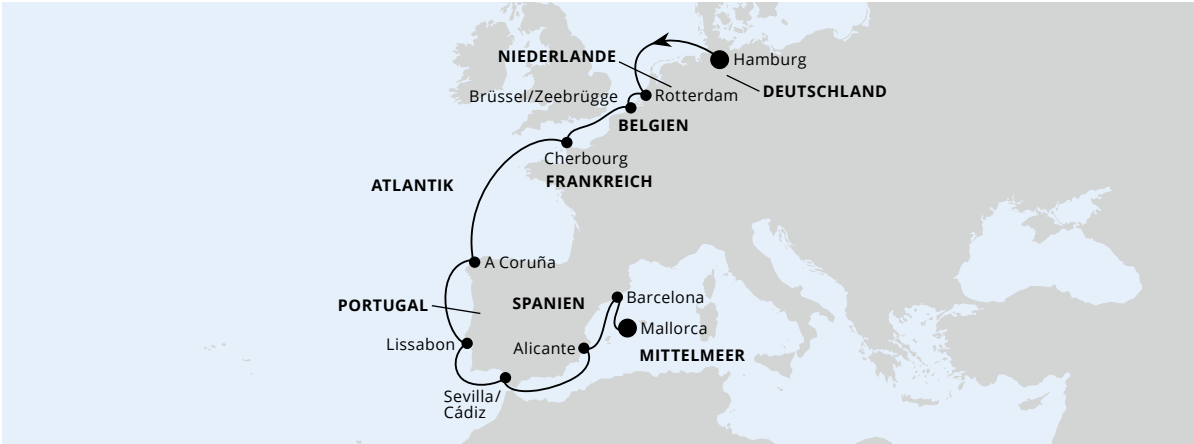 NIEDERLANDE
Hamburg
DEUTSCHLAND
Brüssel/Zeebrügge
Rotterdam
BELGIEN
Cherbourg
FRANKREICH
ATLANTIK
A Coruña
PORTUGAL
SPANIEN
Barcelona
Mallorca
Lissabon
Alicante
MITTELMEER
Sevilla/
Cádiz